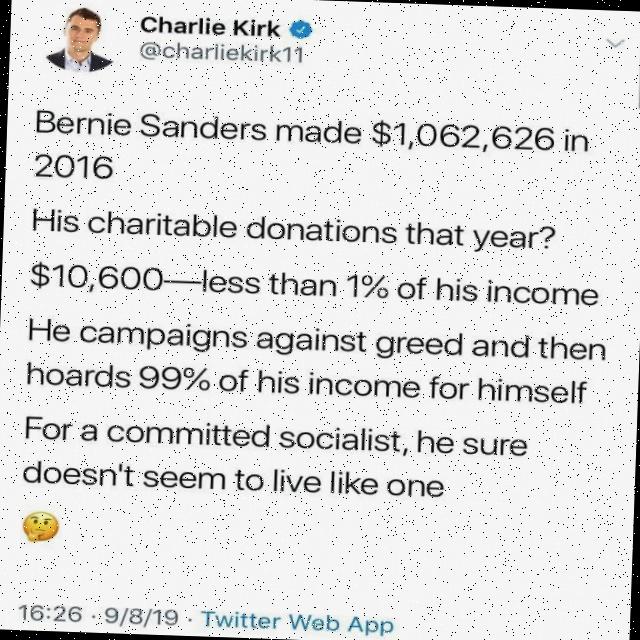 Charlie Kirk
@charliekirk11
Bernie Sanders made $1,062,626 in
2016
His charitable donations that year?
$10,600—less than 1% of his income
He campaigns against greed and then
hoards 99% of his income for himself
For a committed socialist, he sure
doesn't seem to live like one
🤔
16:26 · 9/8/19 · Twitter Web App